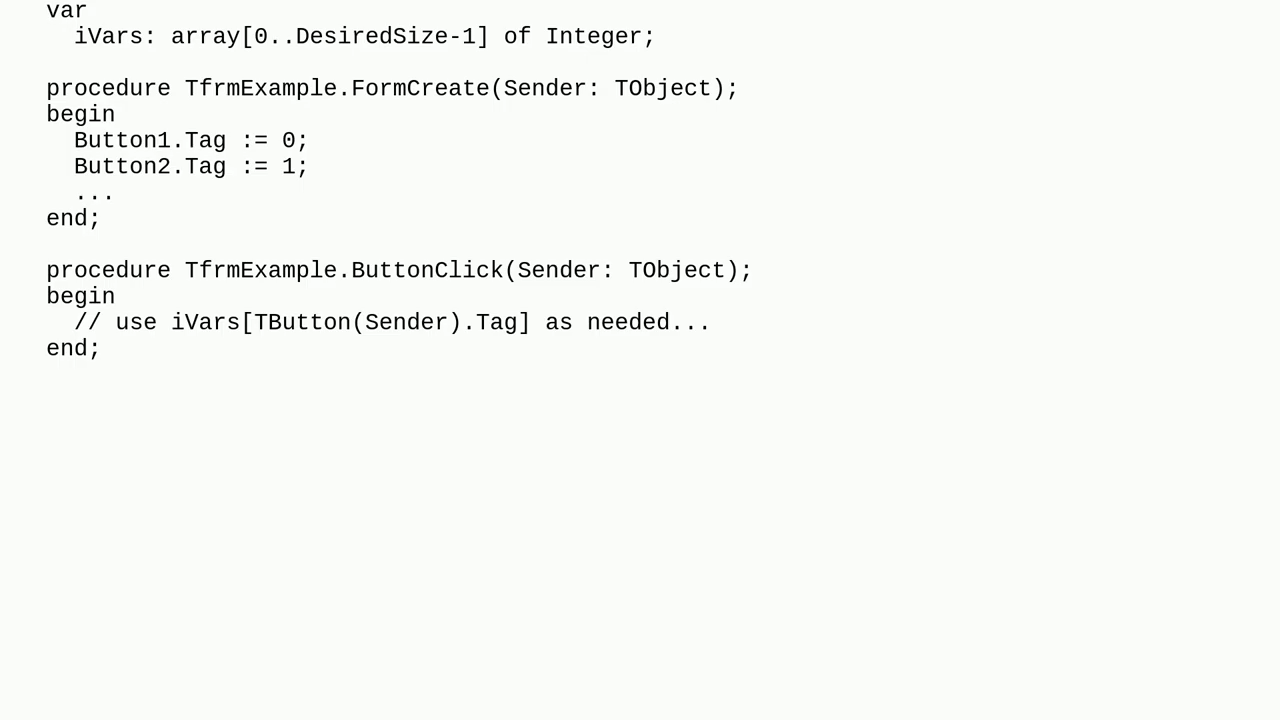 var
  iVars: array[0..DesiredSize-1] of Integer;

procedure TfrmExample.FormCreate(Sender: TObject);
begin
  Button1.Tag := 0;
  Button2.Tag := 1;
  ...
end;

procedure TfrmExample.ButtonClick(Sender: TObject);
begin
  // use iVars[TButton(Sender).Tag] as needed...
end;